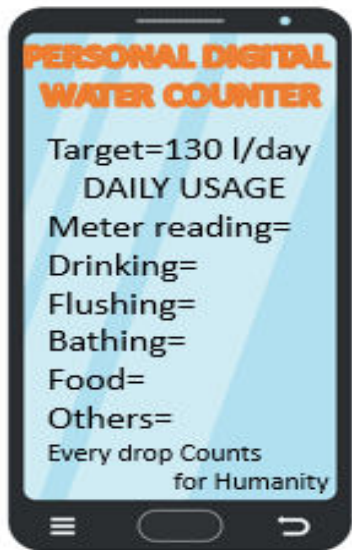 PERSONAL DIGITAL
WATER COUNTER
Target=130 l/day
DAILY USAGE
Meter reading=
Drinking=
Flushing=
Bathing=
Food=
Others=
Every drop Counts
for Humanity